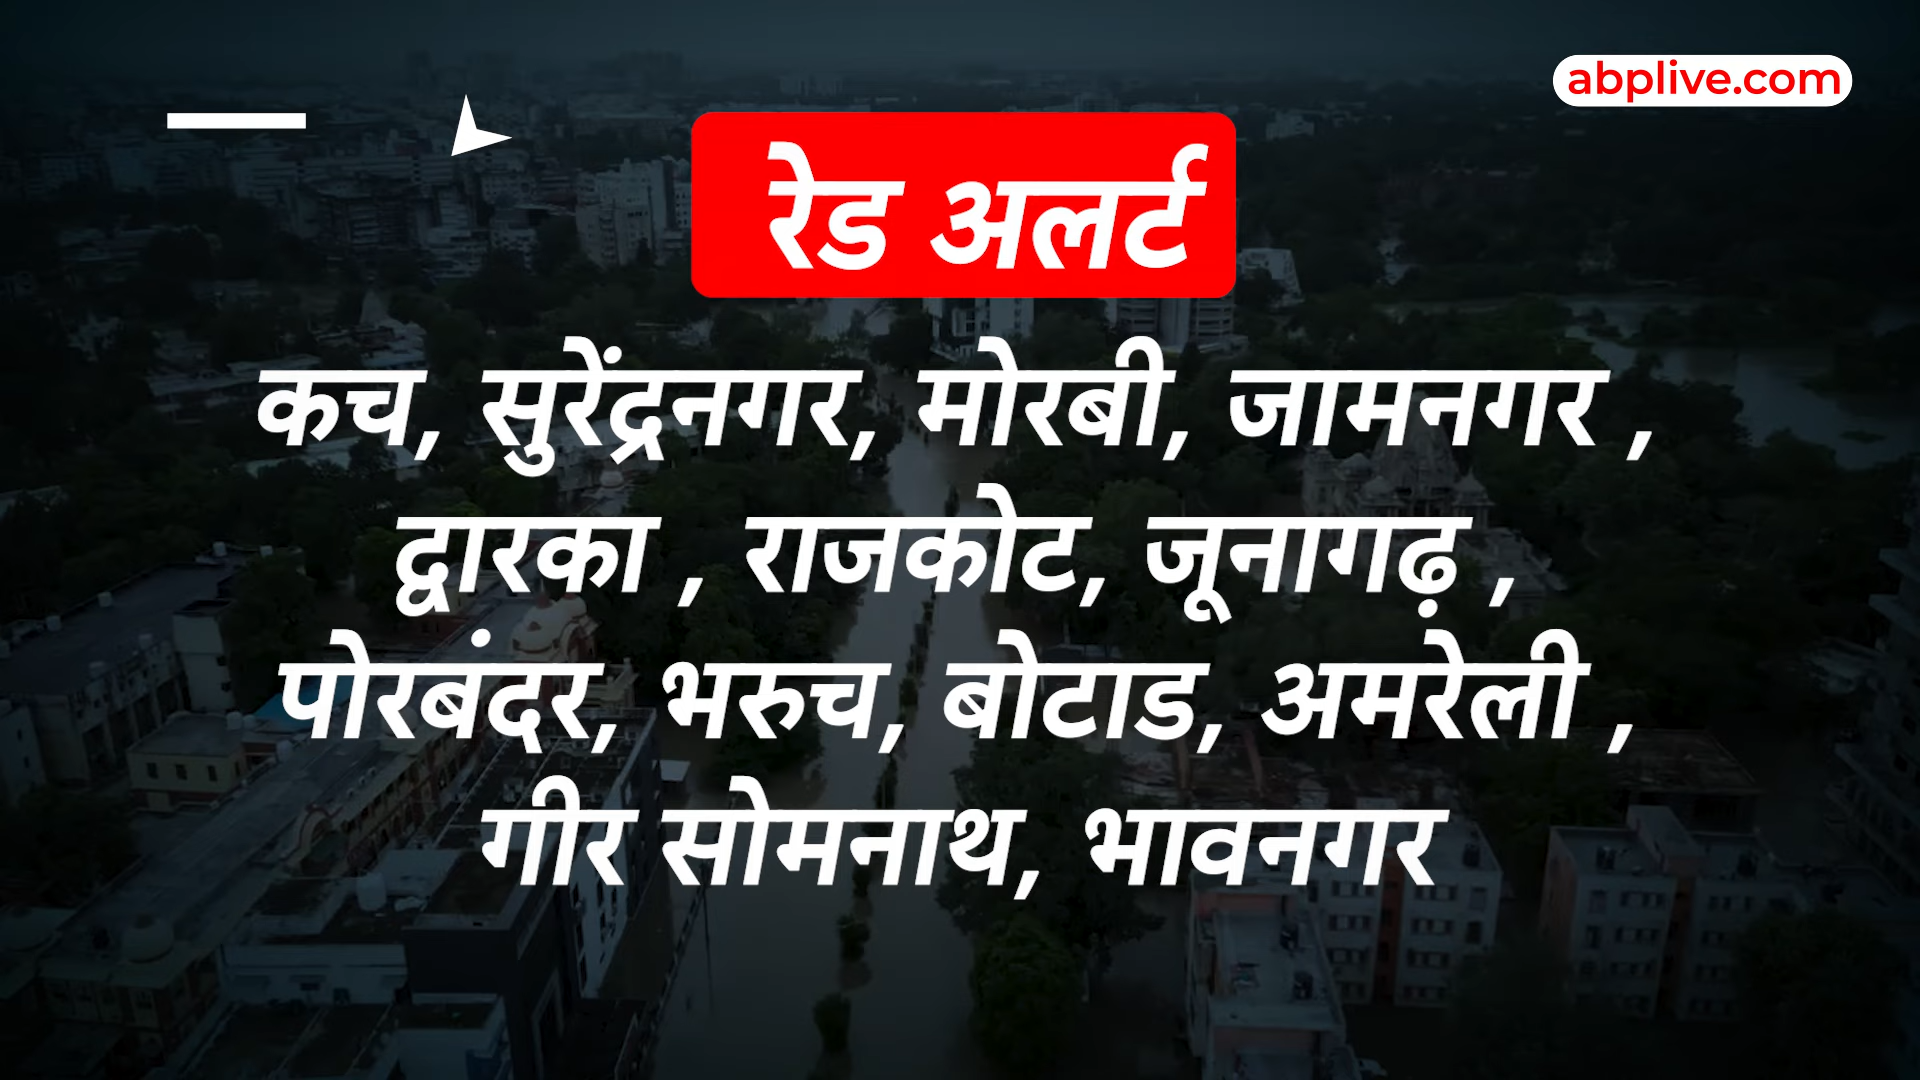 abplive.com
रेड अलर्ट
कच, सुरेंद्रनगर, मोरबी, जामनगर ,
द्वारका , राजकोट, जूनागढ़ ,
पोरबंदर, भरुच, बोटाड, अमरेली ,
गीर सोमनाथ, भावनगर